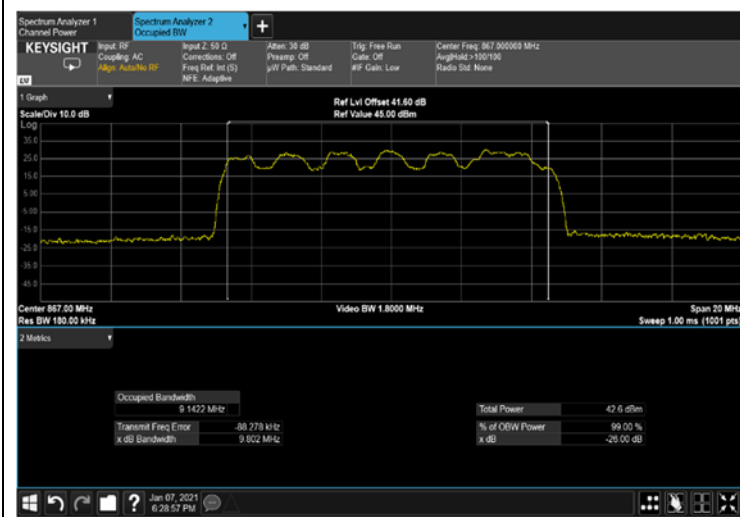 Spectrum Analyzer 1
Channel Power
Spectrum Analyzer 2
Occupied BW
+
KEYSIGHT
LV
Input: RF
Coupling: AC
Align: Auto/No RF
Input Z: 50 Ω
Corrections: Off
Freq Ref: Int (S)
NFE: Adaptive
Atten: 30 dB
Preamp: Off
µW Path: Standard
Trig: Free Run
Gate: Off
#IF Gain: Low
Center Freq: 867.000000 MHz
Avg|Hold:>100/100
Radio Std: None
1 Graph
Scale/Div 10.0 dB
Ref Lvl Offset 41.60 dB
Ref Value 45.00 dBm
Log
35.0
25.0
15.0
5.00
-5.00
-15.0
-25.0
-35.0
-45.0
Center 867.00 MHz
Video BW 1.8000 MHz
Span 20 MHz
Res BW 180.00 kHz
Sweep 1.00 ms (1001 pts)
2 Metrics
Occupied Bandwidth
9.1422 MHz
Total Power 42.6 dBm
Transmit Freq Error -88.278 kHz
% of OBW Power 99.00 %
x dB Bandwidth 9.802 MHz
x dB -26.00 dB
?
Jan 07, 2021
6:28:57 PM